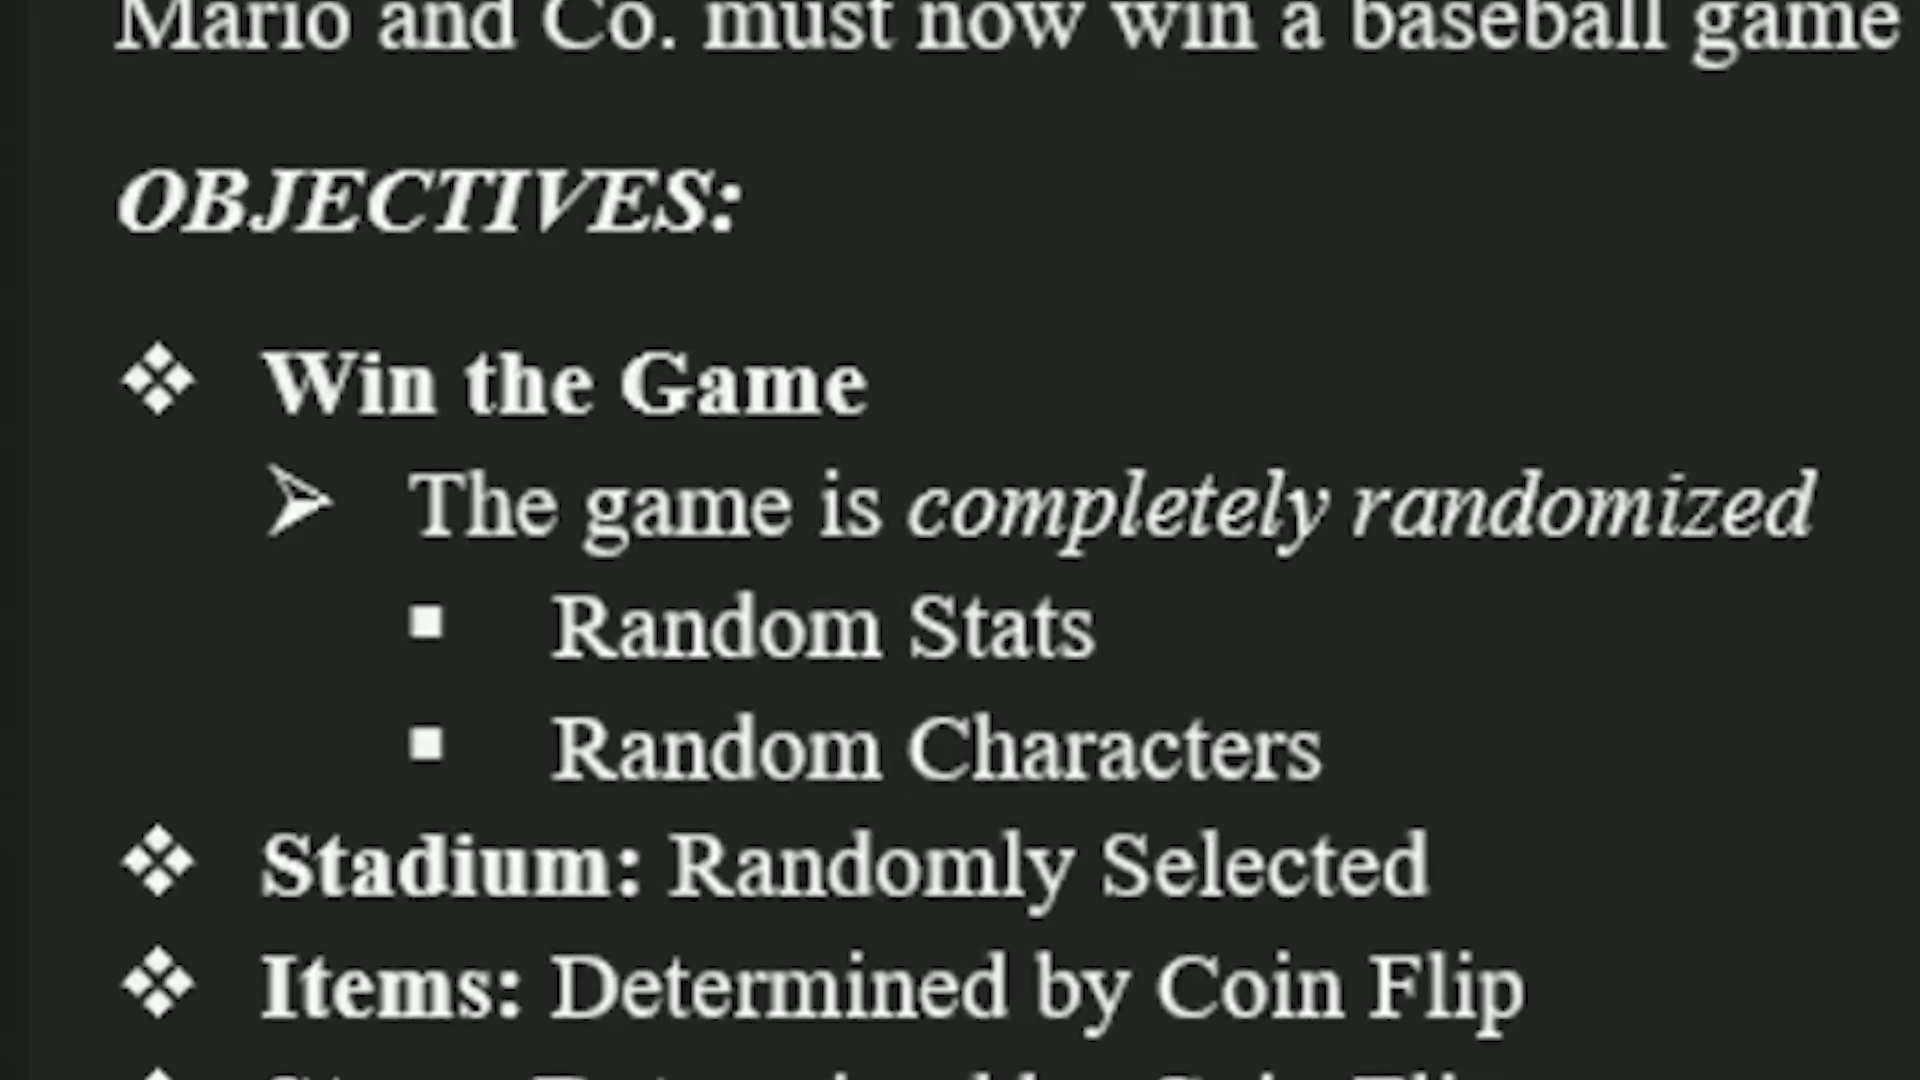 Mario and Co. must now win a baseball game
OBJECTIVES:
❖ Win the Game
➢ The game is completely randomized
▪ Random Stats
▪ Random Characters
❖ Stadium: Randomly Selected
❖ Items: Determined by Coin Flip